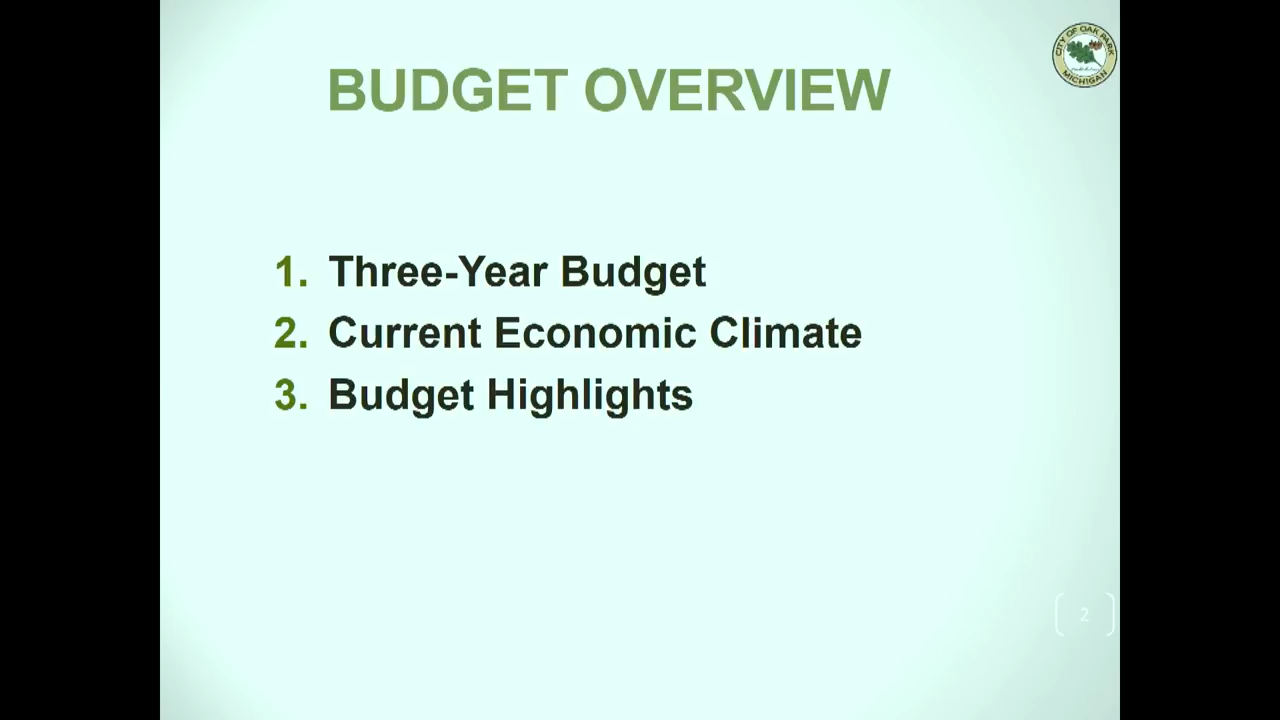 CITY OF OAK PARK
MICHIGAN
BUDGET OVERVIEW
1. Three-Year Budget
2. Current Economic Climate
3. Budget Highlights
2